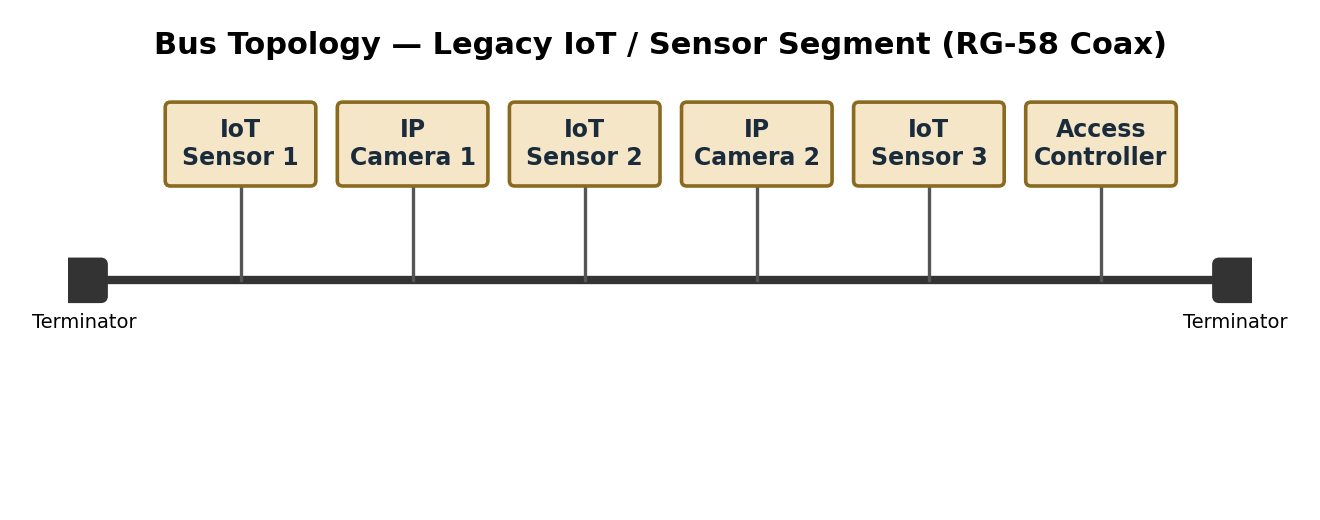 Bus Topology — Legacy IoT / Sensor Segment (RG-58 Coax)
IoT
Sensor 1
IP
Camera 1
IoT
Sensor 2
IP
Camera 2
IoT
Sensor 3
Access
Controller
Terminator
Terminator